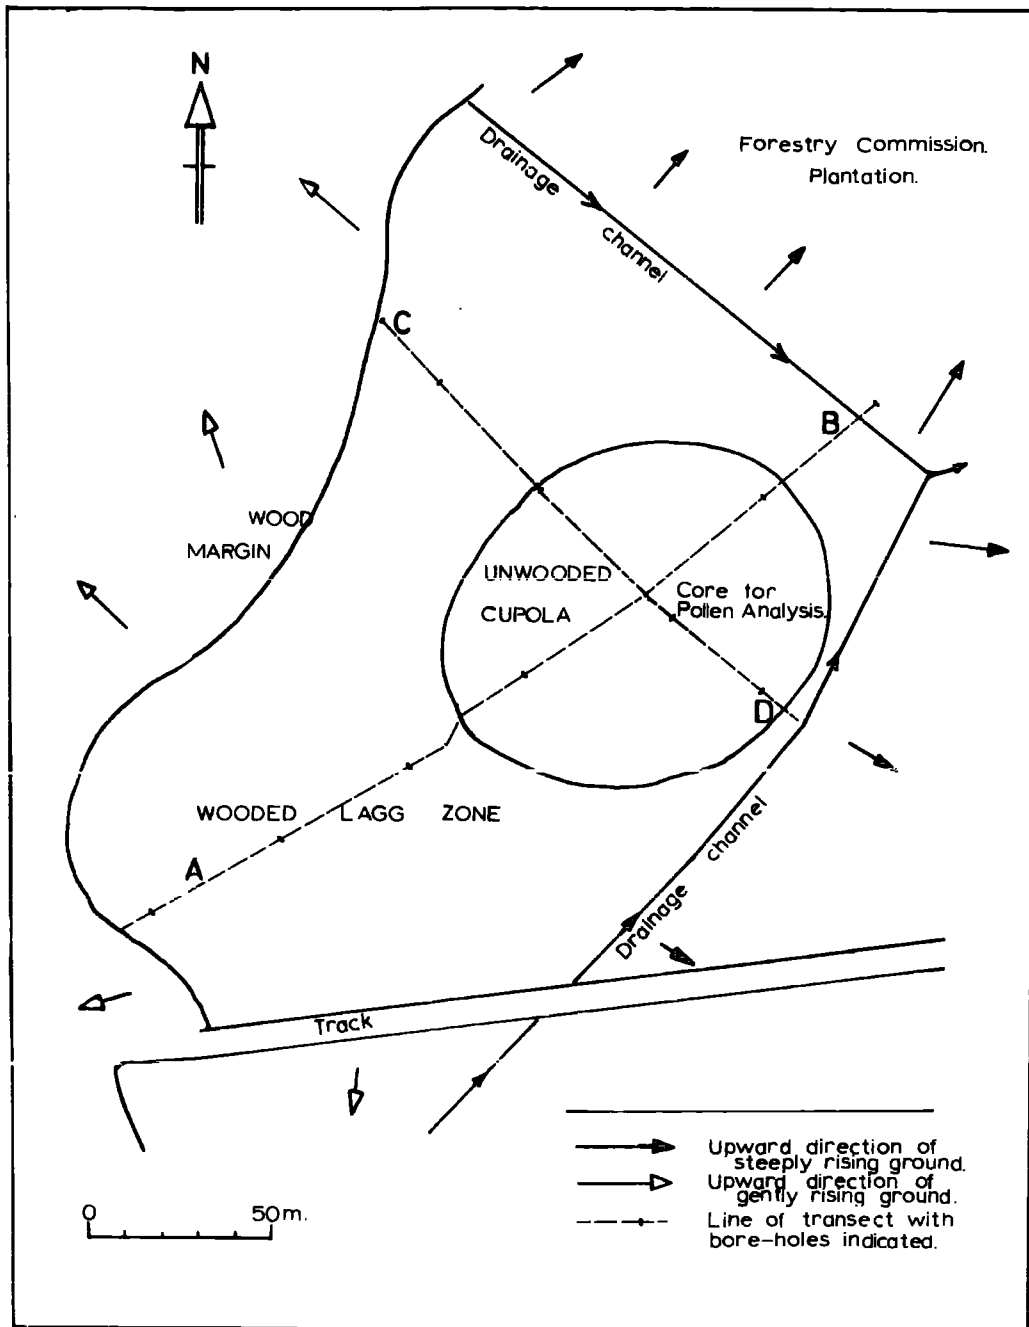 N
Forestry Commission.
Plantation.
Drainage
channel
C
B
WOOD
MARGIN
UNWOODED
CUPOLA
Core for
Pollen Analysis.
D
WOODED LAGG ZONE
A
Drainage channel
Track
Upward direction of
steeply rising ground.
Upward direction of
gently rising ground.
Line of transect with
bore-holes indicated.
0 50m.